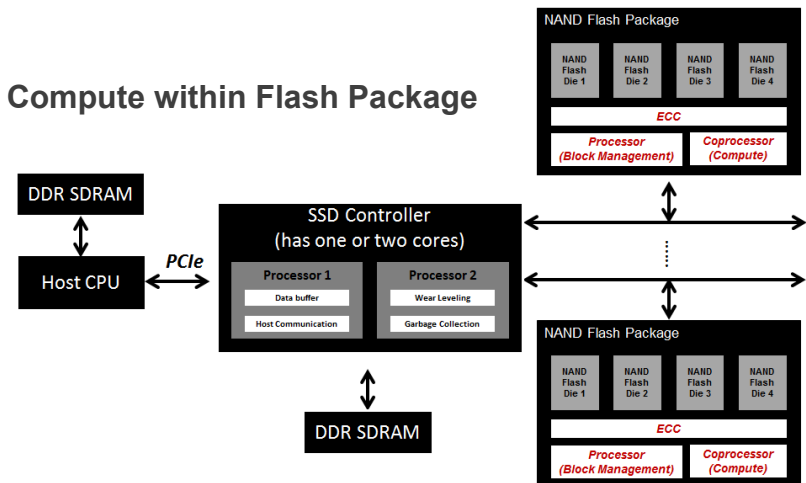 Compute within Flash Package
DDR SDRAM
Host CPU
PCIe
SSD Controller
(has one or two cores)
Processor 1
Data buffer
Host Communication
Processor 2
Wear Leveling
Garbage Collection
DDR SDRAM
NAND Flash Package
NAND
Flash
Die 1
NAND
Flash
Die 2
NAND
Flash
Die 3
NAND
Flash
Die 4
ECC
Processor
(Block Management)
Coprocessor
(Compute)
......
NAND Flash Package
NAND
Flash
Die 1
NAND
Flash
Die 2
NAND
Flash
Die 3
NAND
Flash
Die 4
ECC
Processor
(Block Management)
Coprocessor
(Compute)